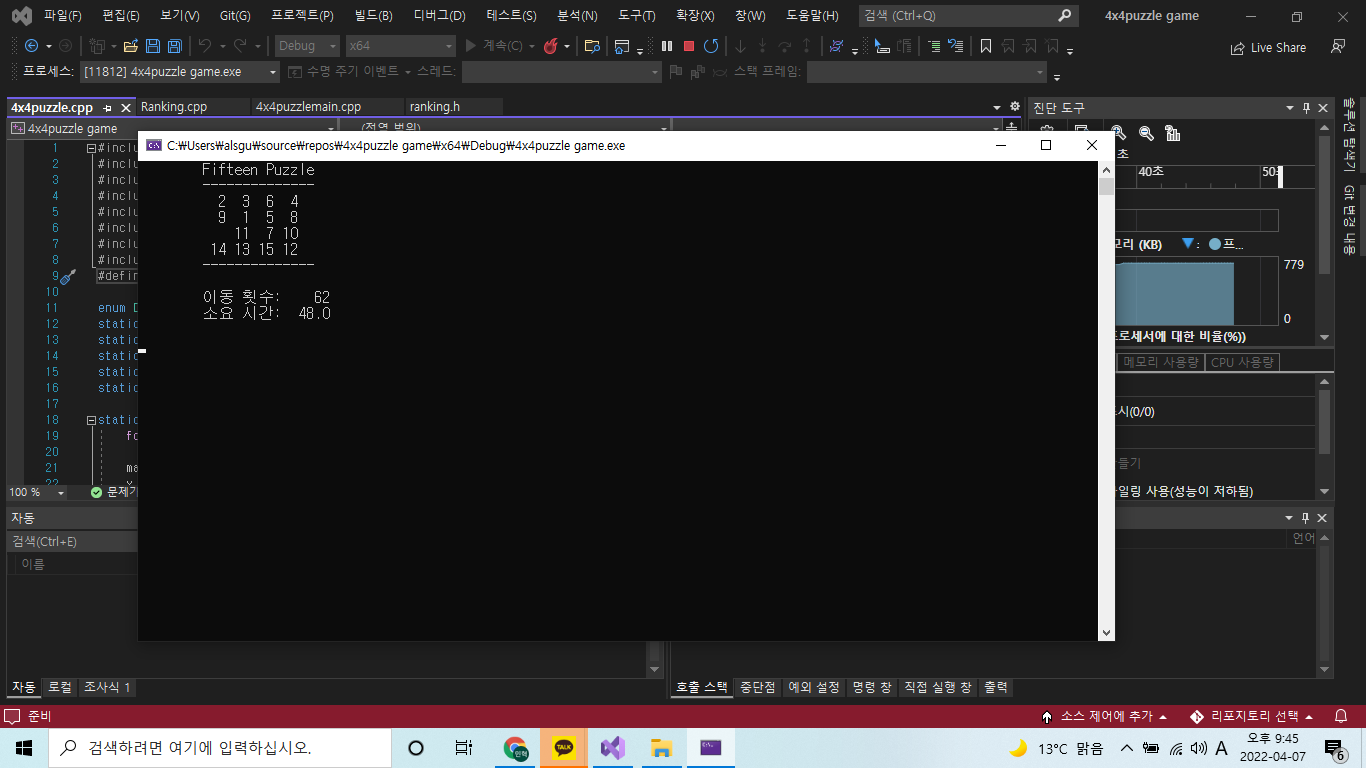 파일(F) 편집(E) 보기(V) Git(G) 프로젝트(P) 빌드(B) 디버그(D) 테스트(S) 분석(N) 도구(T) 확장(X) 창(W) 도움말(H) 검색 (Ctrl+Q) 4x4puzzle game
Debug x64 계속(C) Live Share
프로세스: [11812] 4x4puzzle game.exe 수명 주기 이벤트 스레드: 스택 프레임:
4x4puzzle.cpp Ranking.cpp 4x4puzzlemain.cpp ranking.h
진단 도구
솔루션 탐색기
Git 변경 내용
4x4puzzle game (전역 범위)
C:\Users\alsgu\source\repos\4x4puzzle game\x64\Debug\4x4puzzle game.exe
Fifteen Puzzle
--------------
2 3 6 4
9 1 5 8
11 7 10
14 13 15 12
--------------
이동 횟수: 62
소요 시간: 48.0
1 #inclu
2 #inclu
3 #inclu
4 #inclu
5 #inclu
6 #inclu
7 #inclu
8 #inclu
9 #defin
10
11 enum D
12 static
13 static
14 static
15 static
16 static
18 static
19 fo
20
21 ma
22
100 % 문제가
초
40초 50초
모리 (KB) 프...
779
0
프로세서에 대한 비율(%))
메모리 사용량 CPU 사용량
시(0/0)
들기
일링 사용(성능이 저하됨)
자동
검색(Ctrl+E)
이름
언어
자동 로컬 조사식 1
호출 스택 중단점 예외 설정 명령 창 직접 실행 창 출력
준비 소스 제어에 추가 리포지토리 선택
검색하려면 여기에 입력하십시오.
민혁
TALK
13°C 맑음 A 오후 9:45
2022-04-07
6